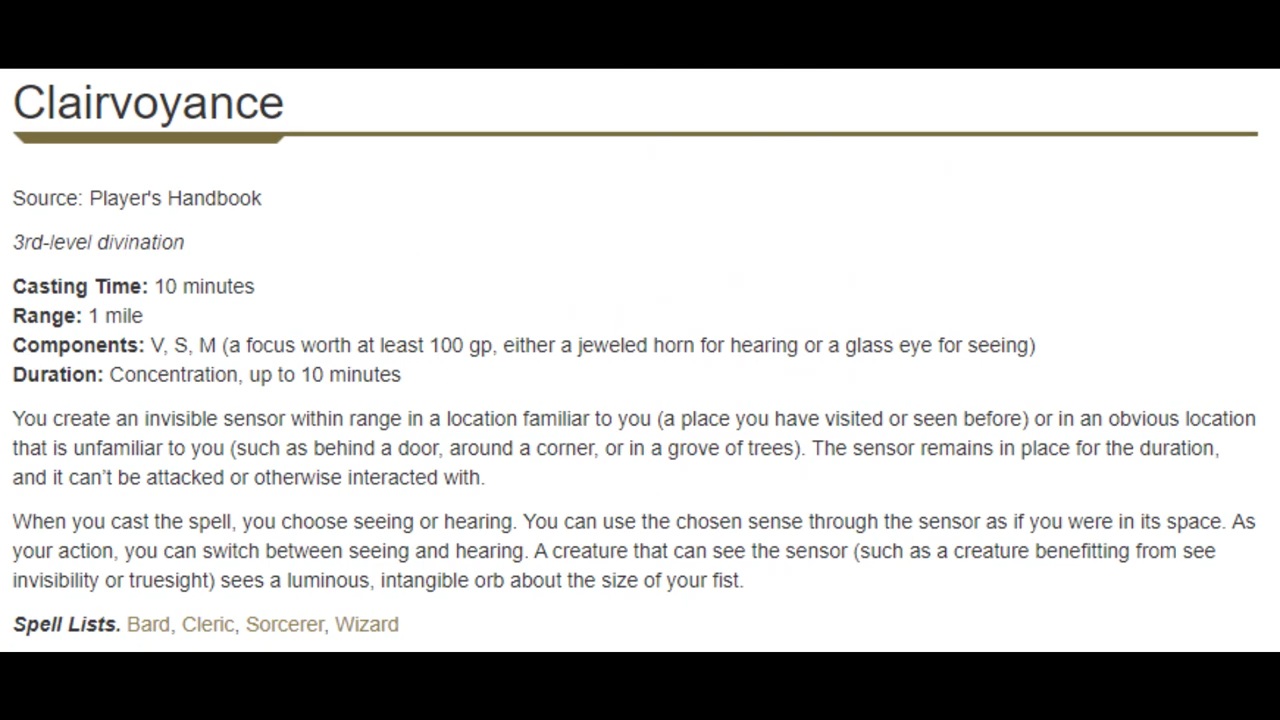 Clairvoyance
Source: Player's Handbook
3rd-level divination
Casting Time: 10 minutes
Range: 1 mile
Components: V, S, M (a focus worth at least 100 gp, either a jeweled horn for hearing or a glass eye for seeing)
Duration: Concentration, up to 10 minutes
You create an invisible sensor within range in a location familiar to you (a place you have visited or seen before) or in an obvious location
that is unfamiliar to you (such as behind a door, around a corner, or in a grove of trees). The sensor remains in place for the duration,
and it can’t be attacked or otherwise interacted with.
When you cast the spell, you choose seeing or hearing. You can use the chosen sense through the sensor as if you were in its space. As
your action, you can switch between seeing and hearing. A creature that can see the sensor (such as a creature benefitting from see
invisibility or truesight) sees a luminous, intangible orb about the size of your fist.
Spell Lists. Bard, Cleric, Sorcerer, Wizard